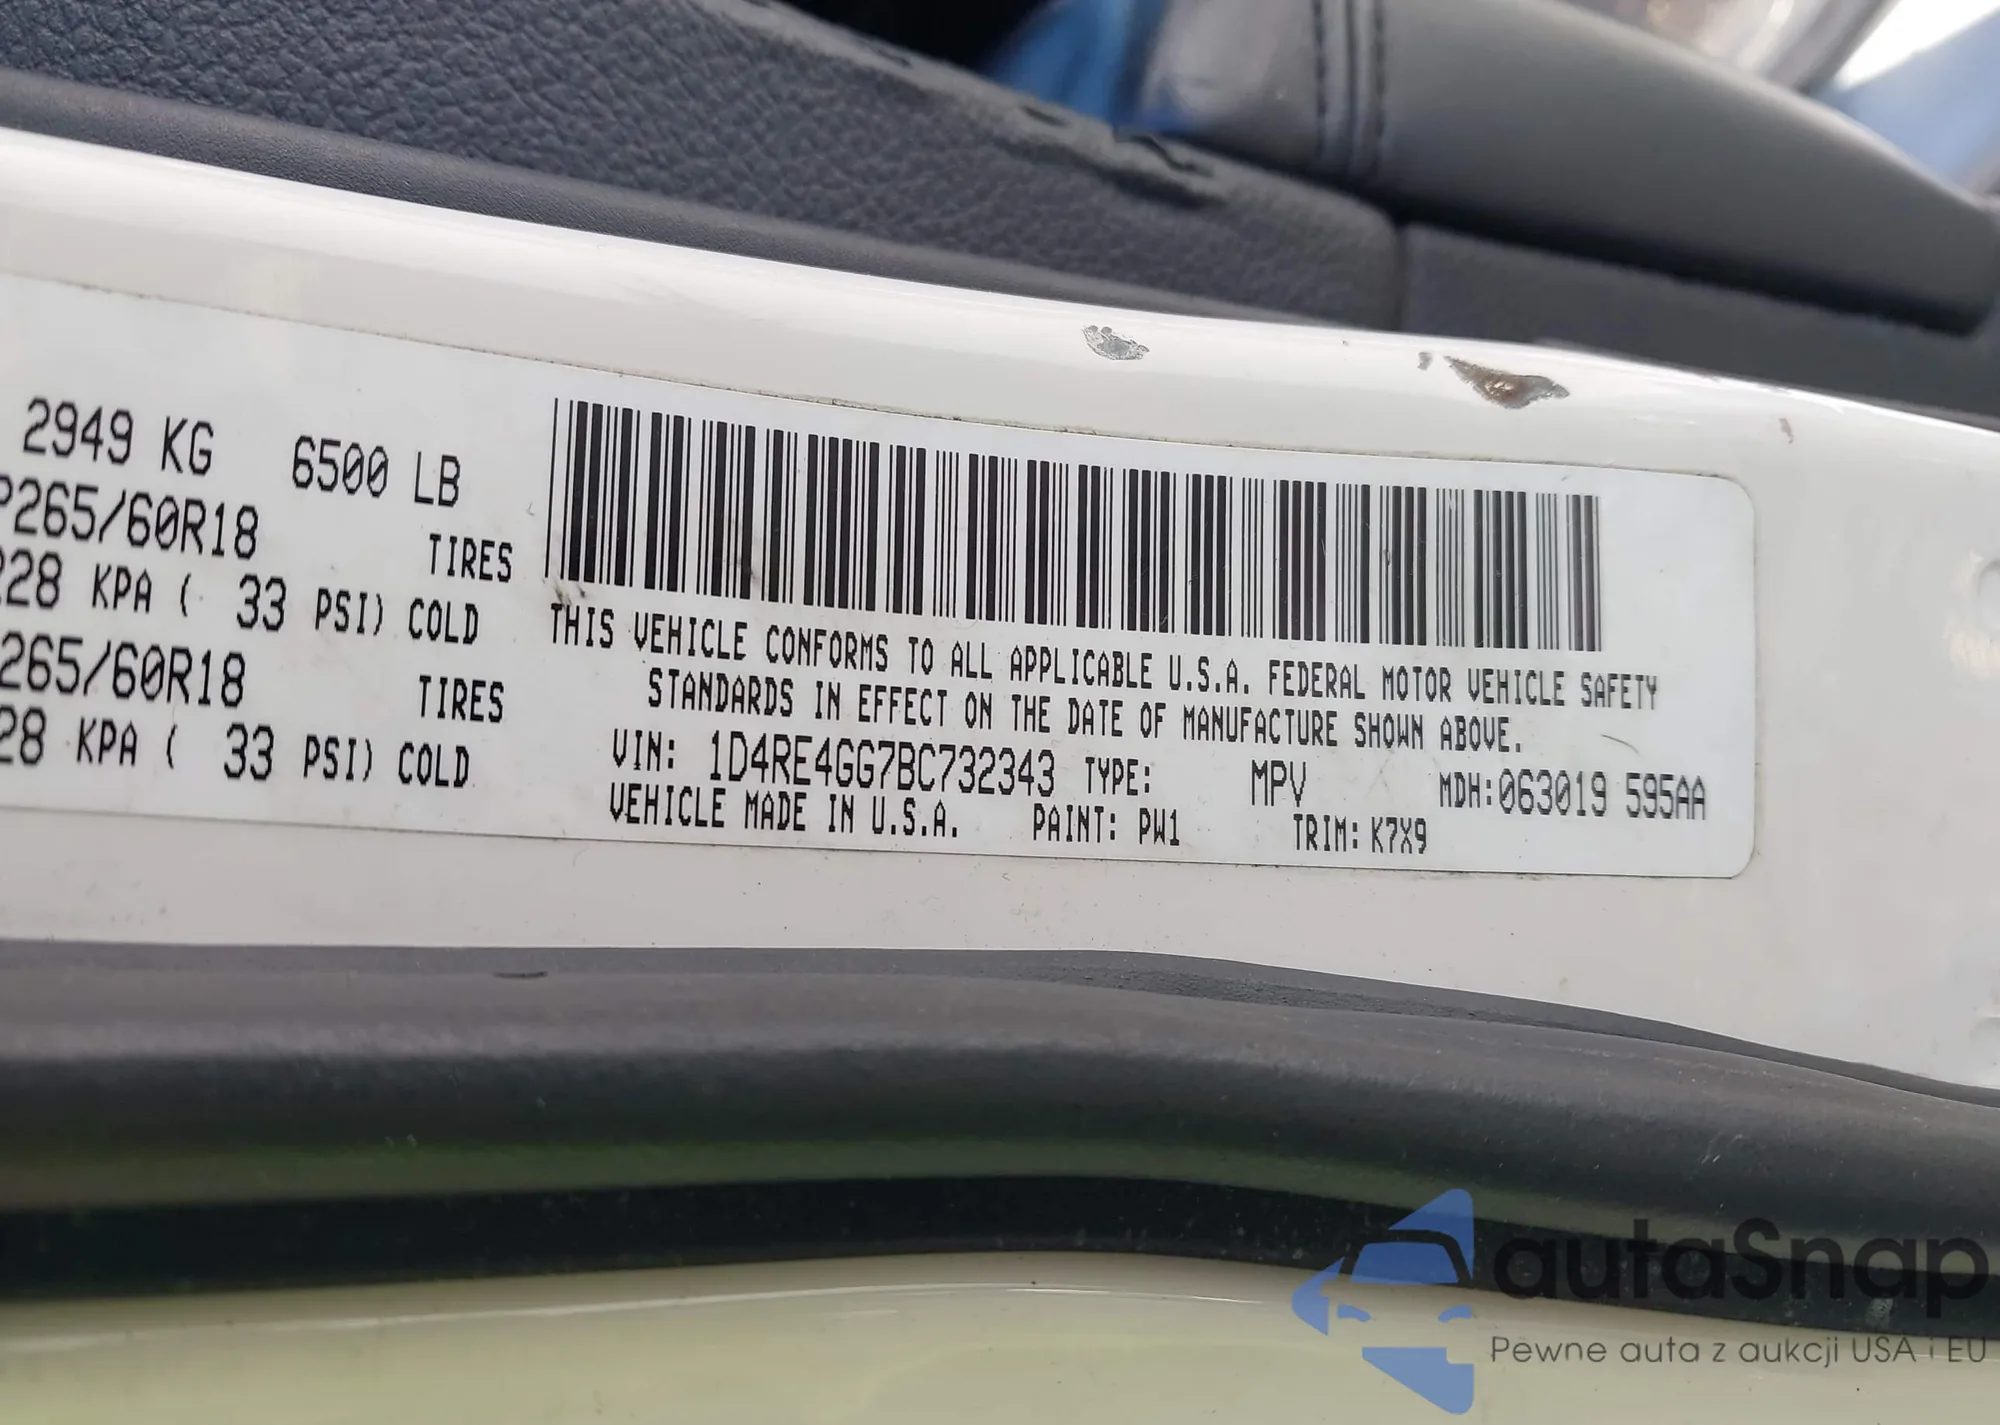 2949 KG 6500 LB
P265/60R18 TIRES
228 KPA ( 33 PSI) COLD
265/60R18 TIRES
28 KPA ( 33 PSI) COLD
THIS VEHICLE CONFORMS TO ALL APPLICABLE U.S.A. FEDERAL MOTOR VEHICLE SAFETY
STANDARDS IN EFFECT ON THE DATE OF MANUFACTURE SHOWN ABOVE.
VIN: 1D4RE4GG7BC732343 TYPE: MPV MDH:063019 595AA
VEHICLE MADE IN U.S.A. PAINT: PW1 TRIM: K7X9
autaSnap
Pewne auta z aukcji USA i EU